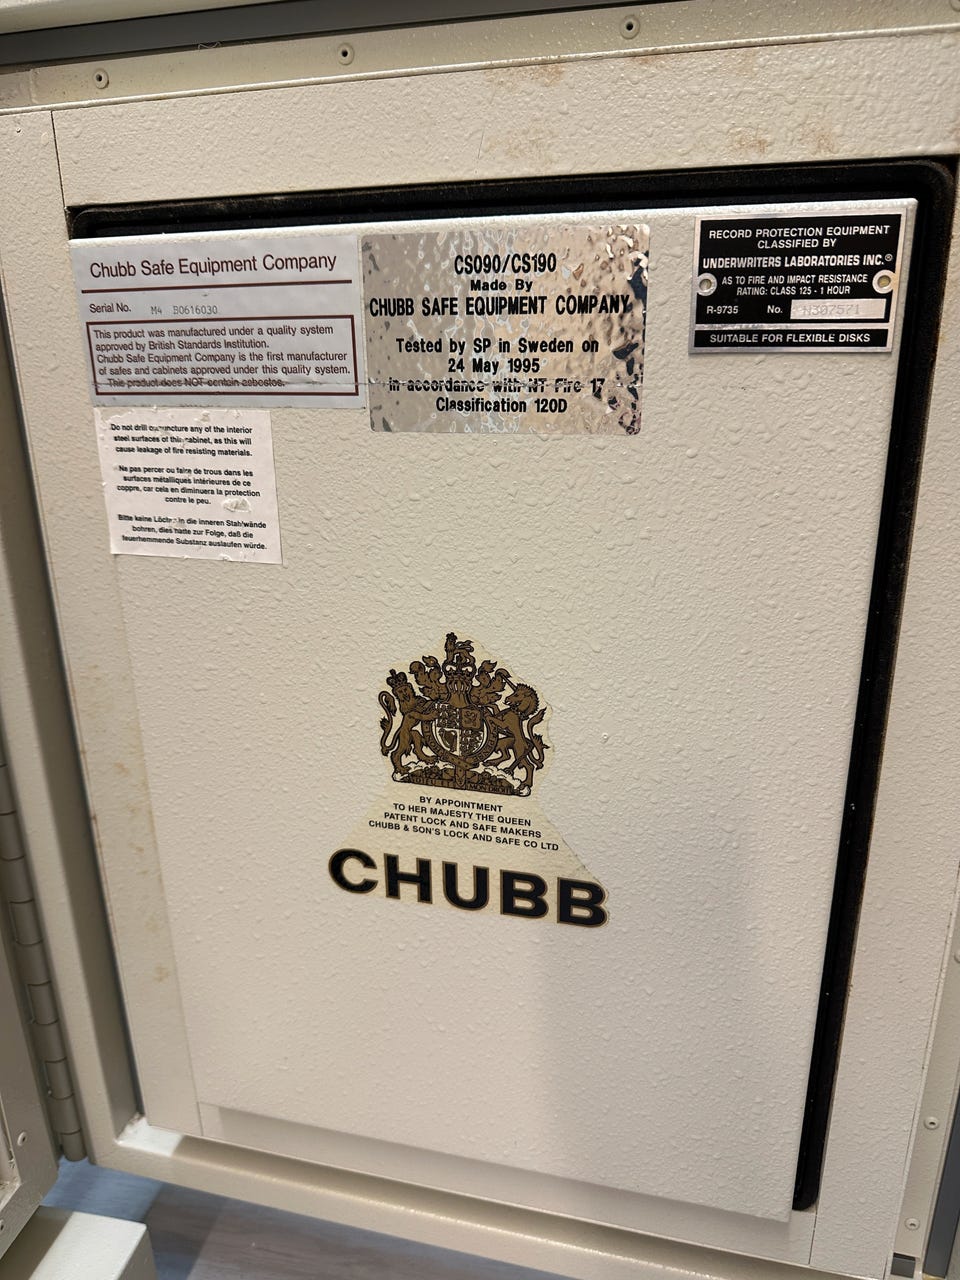 Chubb Safe Equipment Company
Serial No. M4 B0616030
This product was manufactured under a quality system
approved by British Standards Institution.
Chubb Safe Equipment Company is the first manufacturer
of safes and cabinets approved under this quality system.
This product does NOT contain asbestos.
CS090/CS190
Made By
CHUBB SAFE EQUIPMENT COMPANY
Tested by SP in Sweden on
24 May 1995
in accordance with NT Fire 17
Classification 120D
RECORD PROTECTION EQUIPMENT
CLASSIFIED BY
UNDERWRITERS LABORATORIES INC.®
AS TO FIRE AND IMPACT RESISTANCE
RATING: CLASS 125 - 1 HOUR
R-9735 No.
SUITABLE FOR FLEXIBLE DISKS
Do not drill or puncture any of the interior
steel surfaces of this cabinet, as this will
cause leakage of fire resisting materials.
Ne pas percer ou faire de trous dans les
surfaces métalliques intérieures de ce
coppre, car cela en diminuera la protection
contre le peu.
Bitte keine Löcher in die inneren Stahlwände
bohren, dies hätte zur Folge, daß die
feuerhemmende Substanz auslaufen würde.
MON DROIT
BY APPOINTMENT
TO HER MAJESTY THE QUEEN
PATENT LOCK AND SAFE MAKERS
CHUBB & SON'S LOCK AND SAFE CO LTD
CHUBB